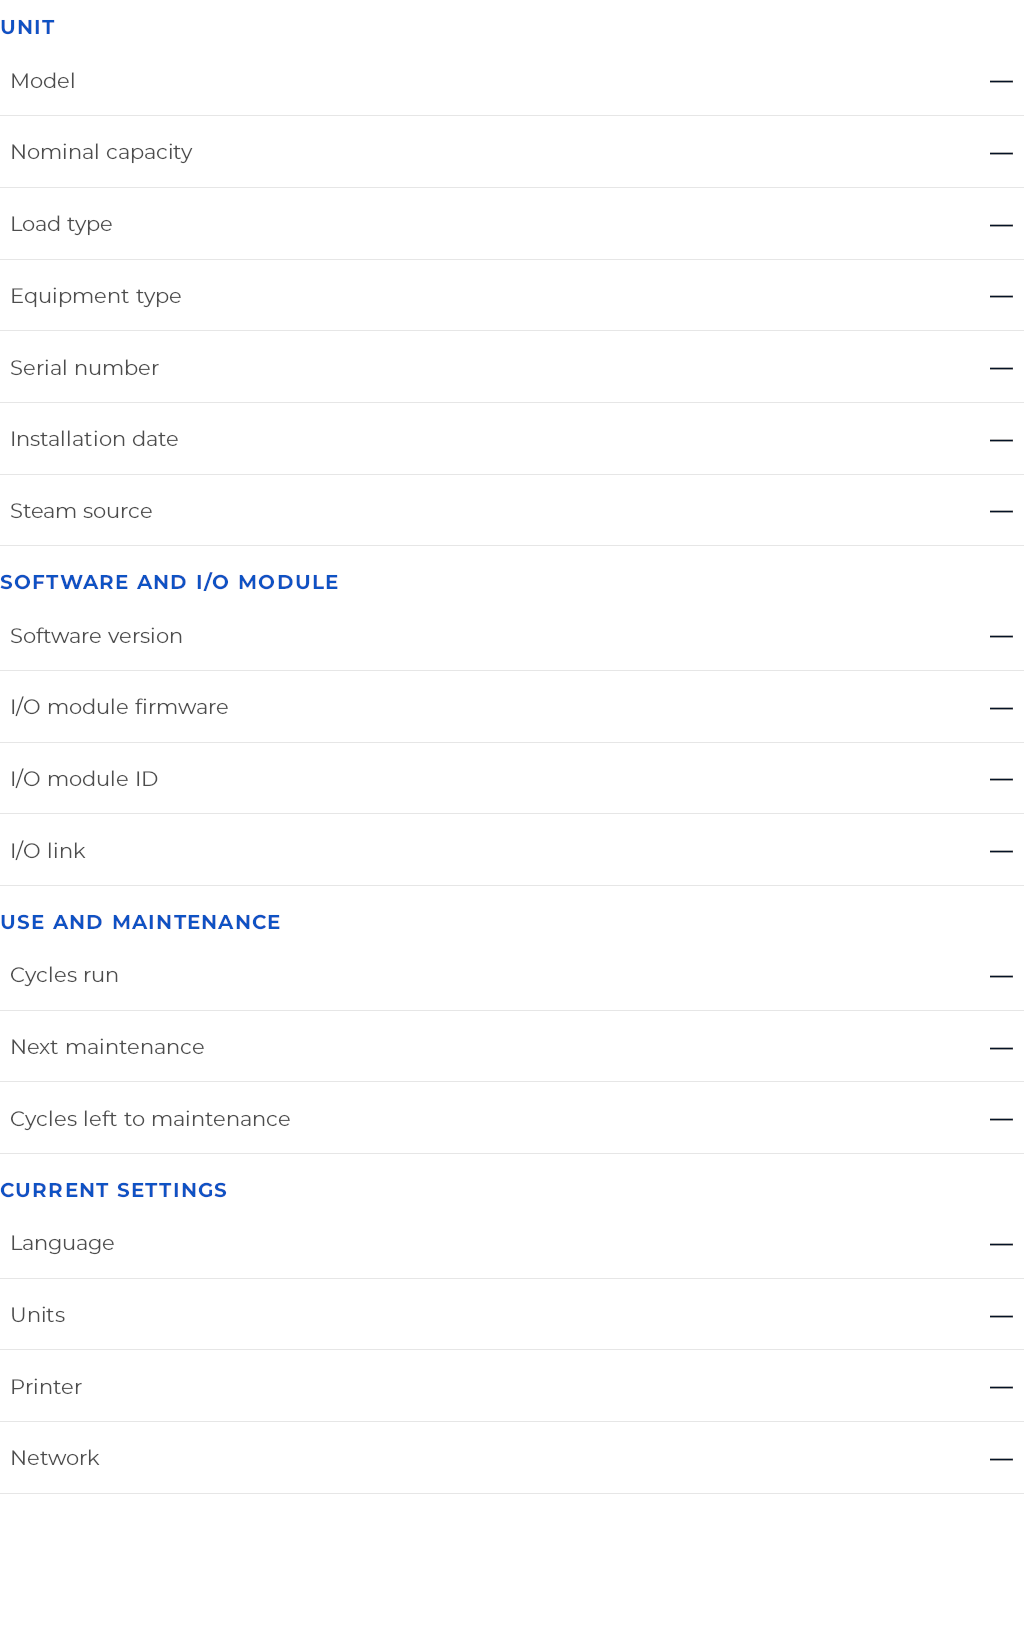 UNIT
Model —
Nominal capacity —
Load type —
Equipment type —
Serial number —
Installation date —
Steam source —
SOFTWARE AND I/O MODULE
Software version —
I/O module firmware —
I/O module ID —
I/O link —
USE AND MAINTENANCE
Cycles run —
Next maintenance —
Cycles left to maintenance —
CURRENT SETTINGS
Language —
Units —
Printer —
Network —